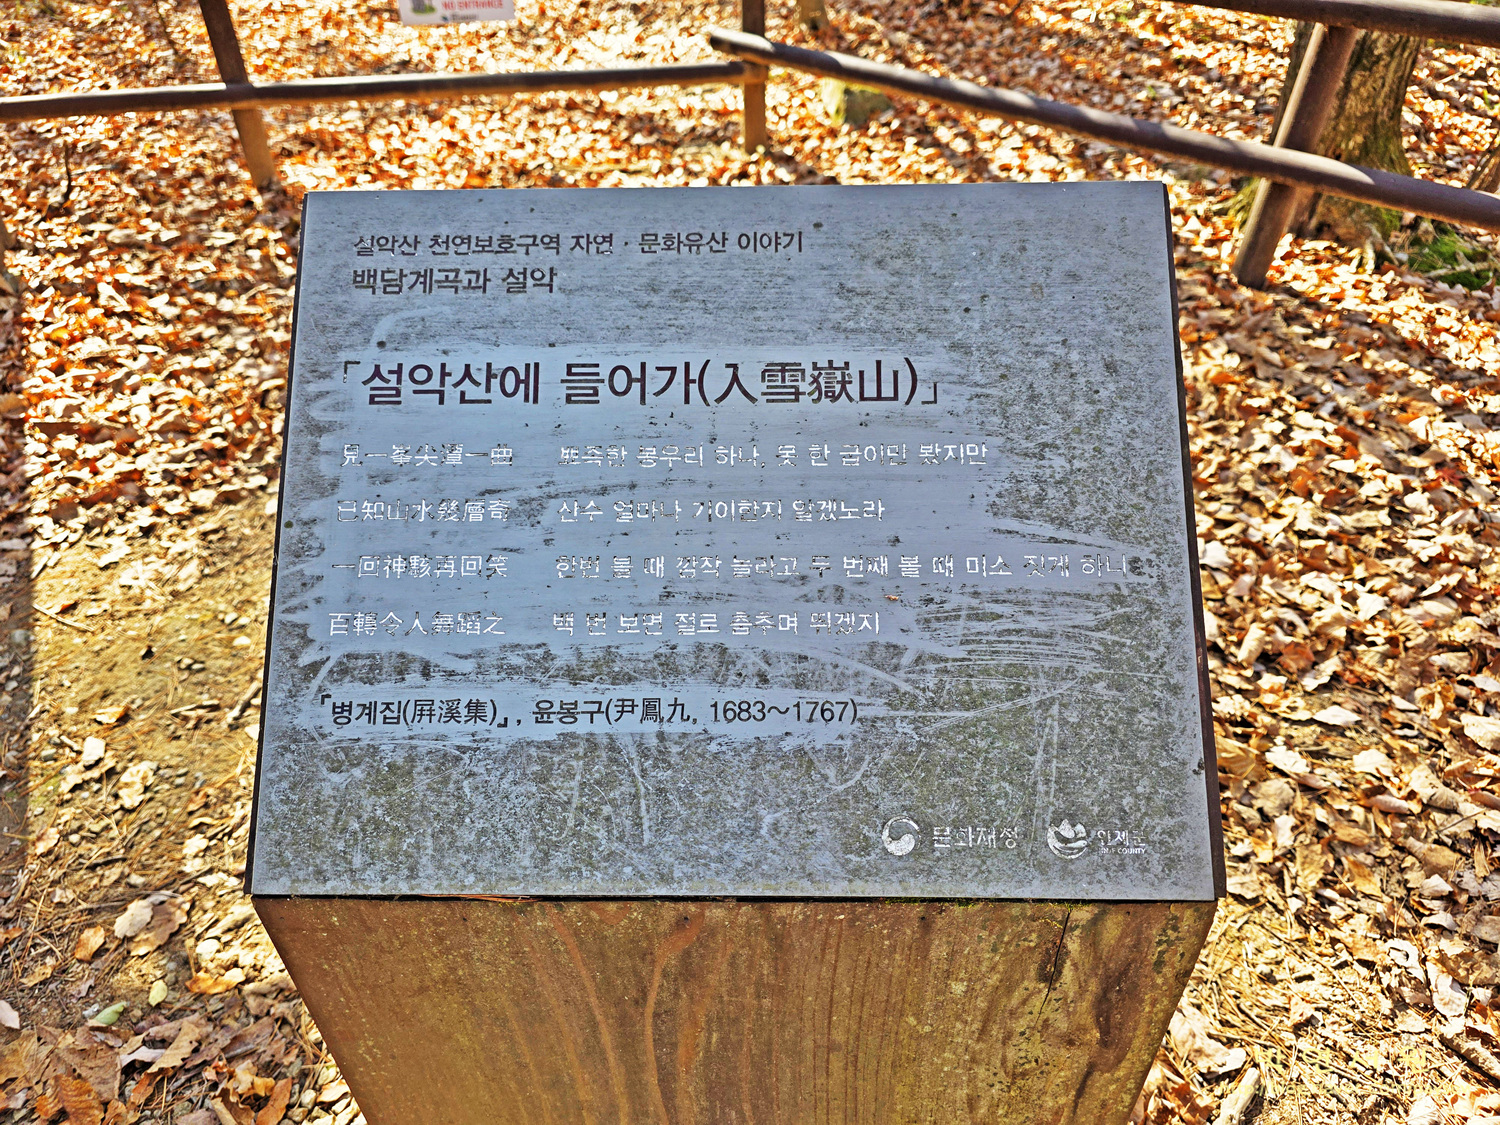 NO ENTRANCE
설악산 천연보호구역 자연 · 문화유산 이야기
백담계곡과 설악
「설악산에 들어가(入雪嶽山)」
見一峯尖潭一曲 뾰족한 봉우리 하나, 못 한 굽이만 봤지만
已知山水幾層奇 산수 얼마나 기이한지 알겠노라
一回神駭再回笑 한번 볼 때 깜작 놀라고 두 번째 볼 때 미소 짓게 하니
百轉令人舞蹈之 백 번 보면 절로 춤추며 뛰겠지
「병계집(屛溪集)」, 윤봉구(尹鳳九, 1683~1767)
문화재청 인제군
INJE COUNTY